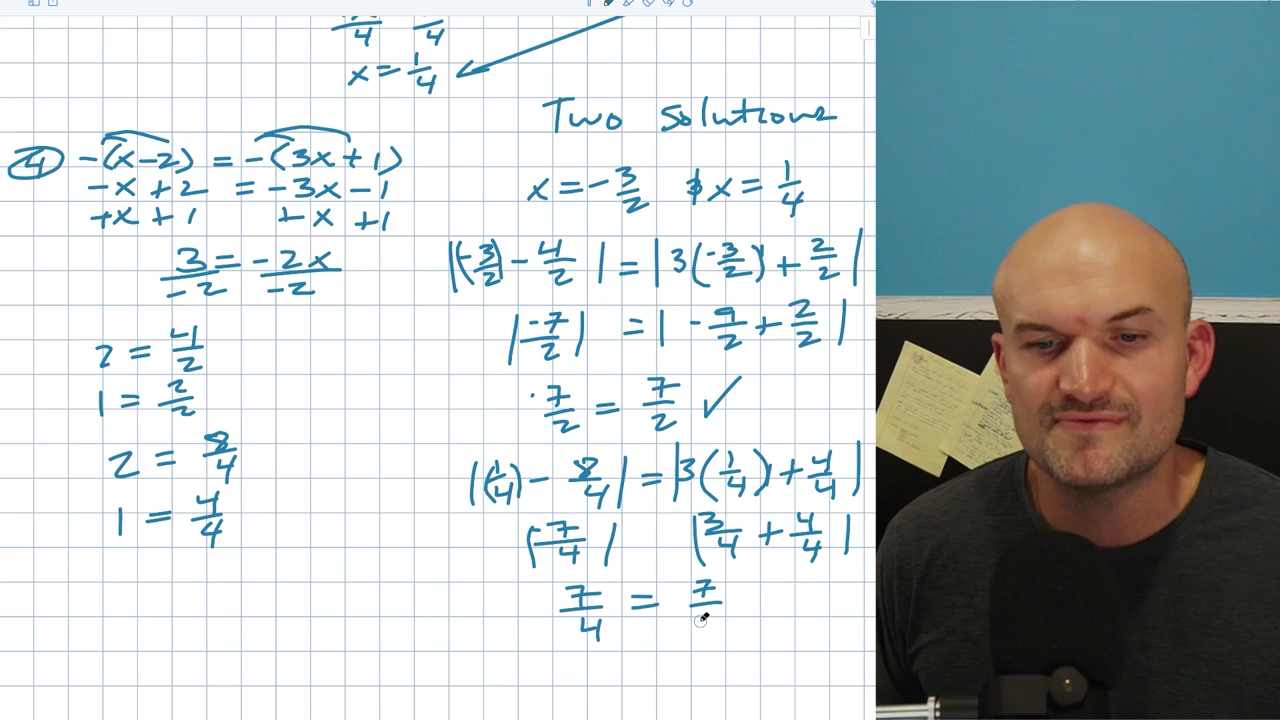 4 4
x = 1/4
Two solutions
④ -(x-2) = -(3x+1)
-x+2 = -3x-1
+x+1 +x+1
3 = -2x
-2 -2
2 = 4/2
1 = 2/2
2 = 8/4
1 = 4/4
x = -3/2 & x = 1/4
|(-3/2) - 4/2| = |3(-3/2) + 2/2|
|-7/2| = |-9/2 + 2/2|
7/2 = 7/2 ✓
|(1/4) - 8/4| = |3(1/4) + 4/4|
|-7/4| |3/4 + 4/4|
7/4 = 7/